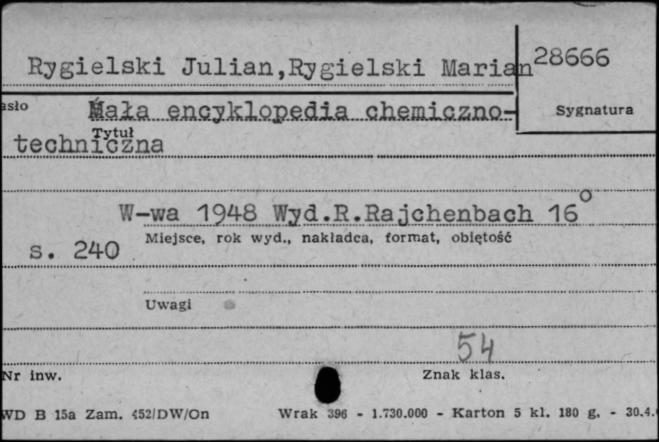 Rygielski Julian,Rygielski Marian
28666
asło
Mała encyklopedia chemiczno-
Sygnatura
Tytuł
techniczna
W-wa 1948 Wyd.R.Rajchenbach 16°
Miejsce, rok wyd., nakładca, format, obiętość
s. 240
Uwagi
54
Nr inw.
Znak klas.
WD B 15a Zam. 452/DW/On Wrak 396 - 1.730.000 - Karton 5 kl. 180 g. - 30.4.